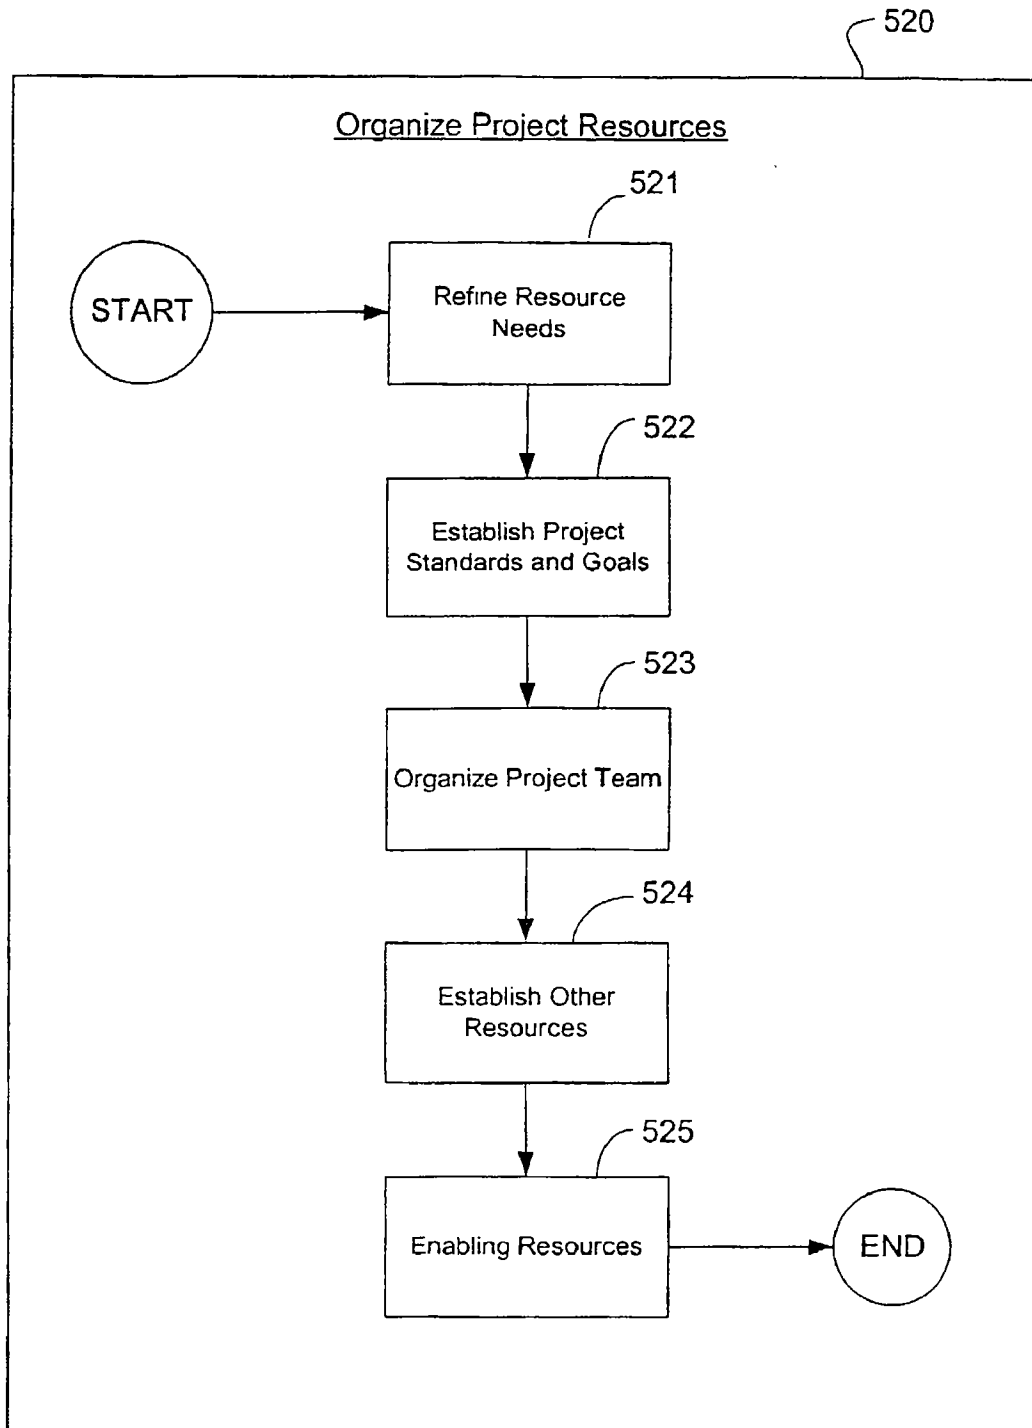 520
Organize Project Resources
521
START
Refine Resource
Needs
522
Establish Project
Standards and Goals
523
Organize Project Team
524
Establish Other
Resources
525
Enabling Resources
END